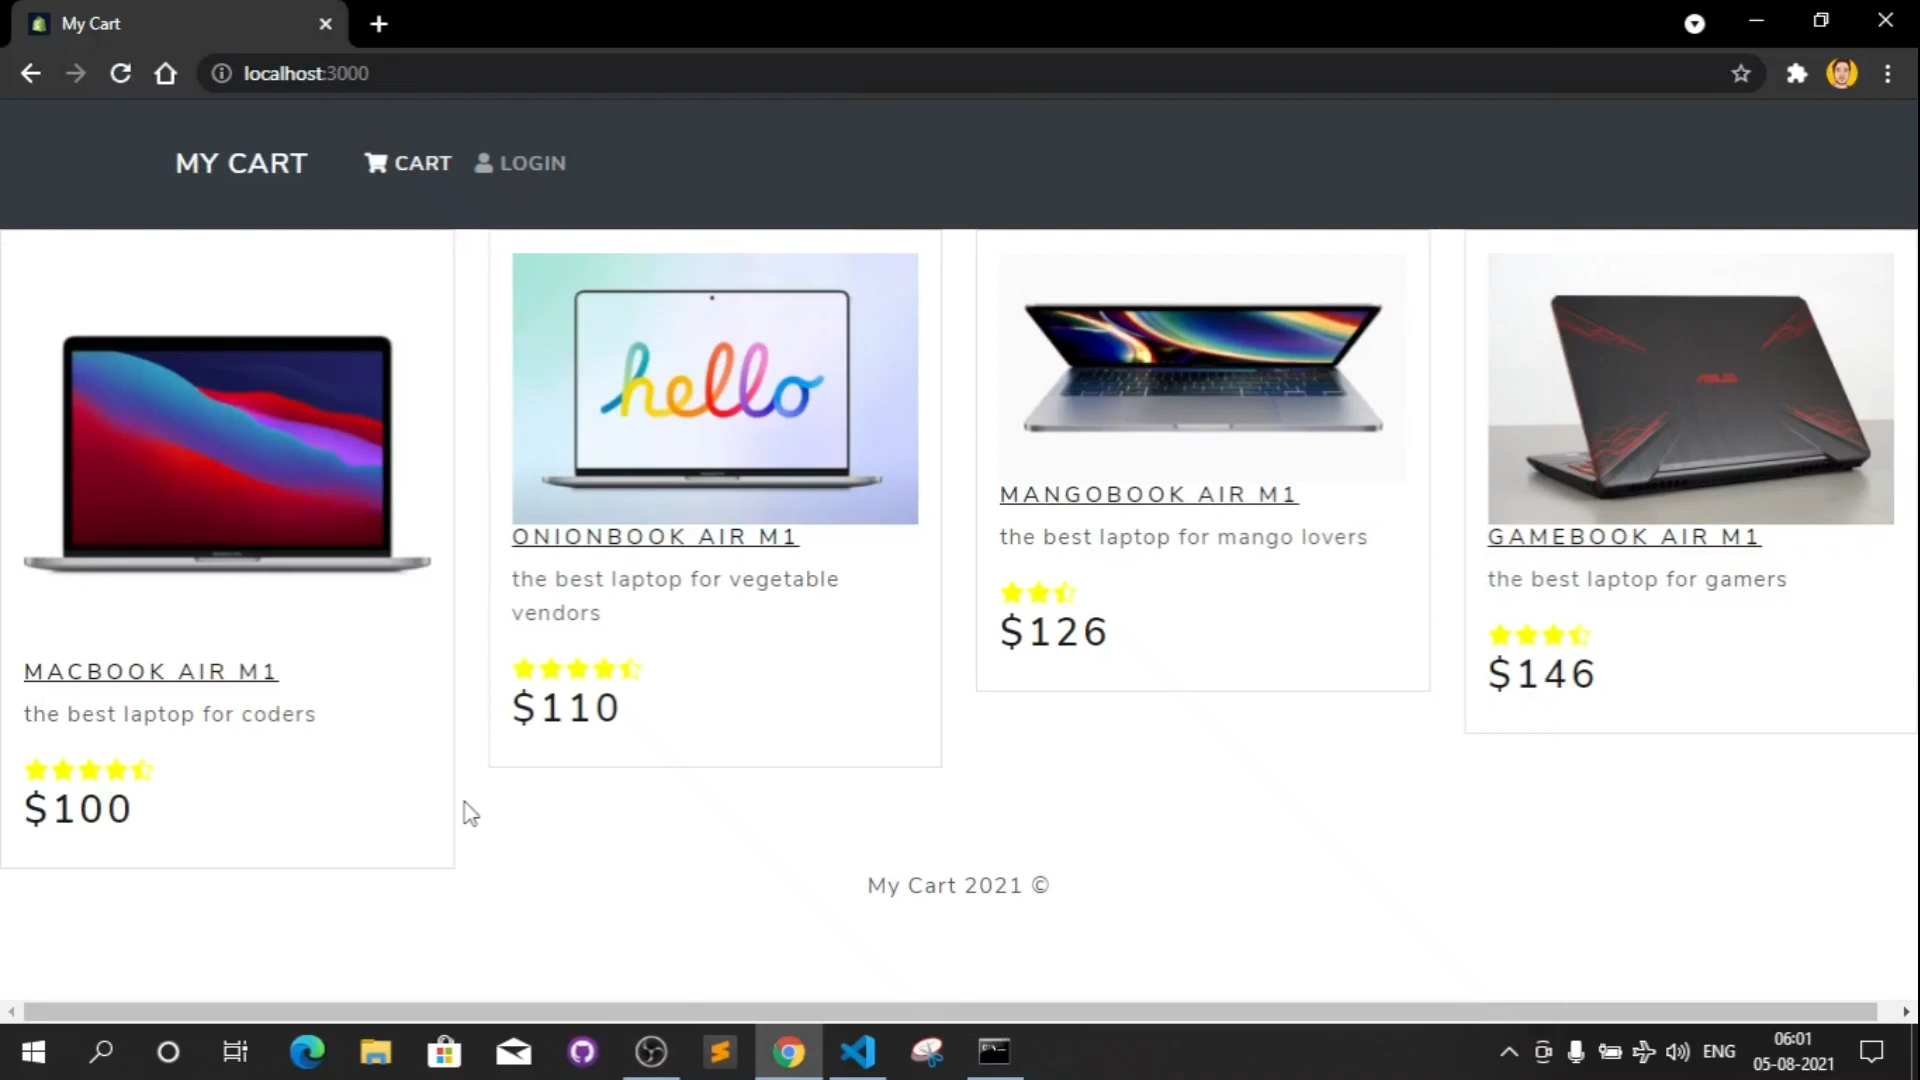 My Cart
localhost:3000
MY CART
CART
LOGIN
MACBOOK AIR M1
the best laptop for coders
$100
hello
ONIONBOOK AIR M1
the best laptop for vegetable
vendors
$110
MANGOBOOK AIR M1
the best laptop for mango lovers
$126
ASUS
GAMEBOOK AIR M1
the best laptop for gamers
$146
My Cart 2021 ©
ENG
06:01
05-08-2021